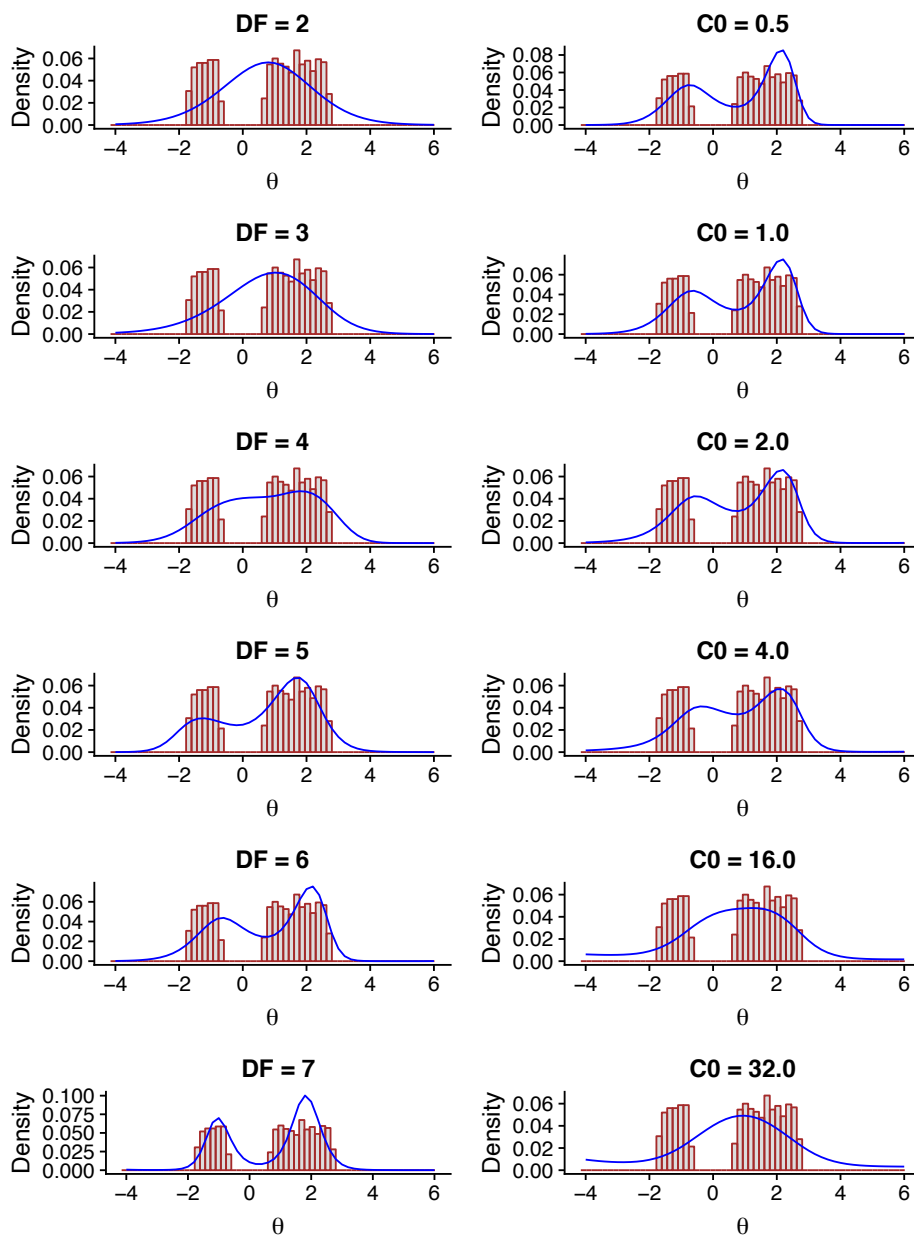 DF = 2
Density
0.06
0.04
0.02
0.00
−4 −2 0 2 4 6
θ
C0 = 0.5
Density
0.08
0.06
0.04
0.02
0.00
−4 −2 0 2 4 6
θ
DF = 3
Density
0.06
0.04
0.02
0.00
−4 −2 0 2 4 6
θ
C0 = 1.0
Density
0.06
0.04
0.02
0.00
−4 −2 0 2 4 6
θ
DF = 4
Density
0.06
0.04
0.02
0.00
−4 −2 0 2 4 6
θ
C0 = 2.0
Density
0.06
0.04
0.02
0.00
−4 −2 0 2 4 6
θ
DF = 5
Density
0.06
0.04
0.02
0.00
−4 −2 0 2 4 6
θ
C0 = 4.0
Density
0.06
0.04
0.02
0.00
−4 −2 0 2 4 6
θ
DF = 6
Density
0.06
0.04
0.02
0.00
−4 −2 0 2 4 6
θ
C0 = 16.0
Density
0.06
0.04
0.02
0.00
−4 −2 0 2 4 6
θ
DF = 7
Density
0.100
0.075
0.050
0.025
0.000
−4 −2 0 2 4 6
θ
C0 = 32.0
Density
0.06
0.04
0.02
0.00
−4 −2 0 2 4 6
θ